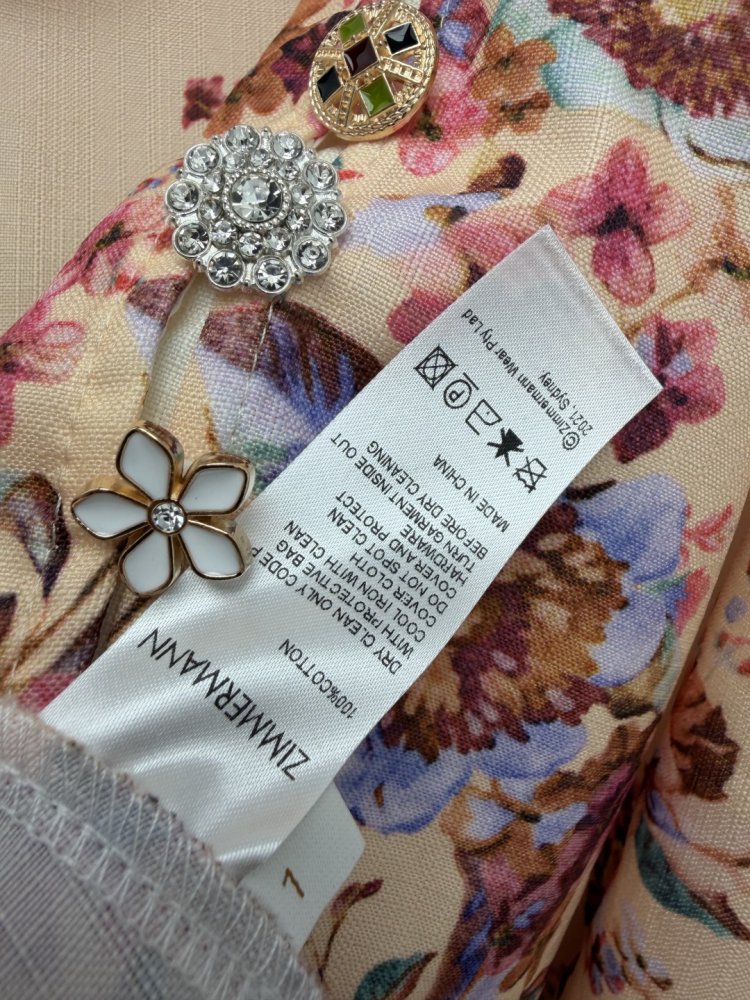 ZIMMERMANN
100%COTTON
DRY CLEAN ONLY CODE P
WITH PROTECTIVE BAG
COOL IRON WITH CLEAN
COVER CLOTH
DO NOT SPOT CLEAN
COVER AND PROTECT
HARDWARE
TURN GARMENT INSIDE OUT
BEFORE DRY CLEANING
MADE IN CHINA
P
©Zimmermann Wear Pty Lad
2021 Sydney.
1